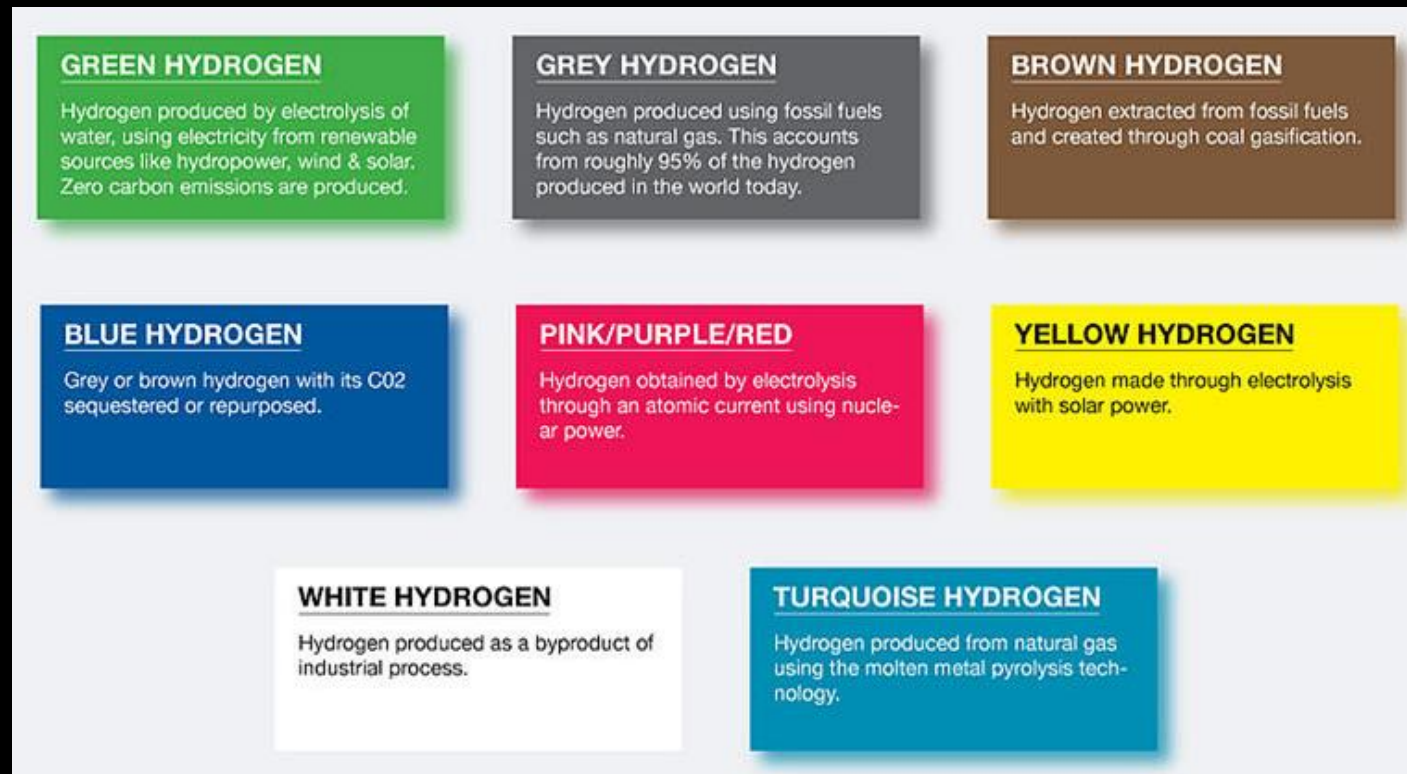 GREEN HYDROGEN
Hydrogen produced by electrolysis of
water, using electricity from renewable
sources like hydropower, wind & solar.
Zero carbon emissions are produced.
GREY HYDROGEN
Hydrogen produced using fossil fuels
such as natural gas. This accounts
from roughly 95% of the hydrogen
produced in the world today.
BROWN HYDROGEN
Hydrogen extracted from fossil fuels
and created through coal gasification.
BLUE HYDROGEN
Grey or brown hydrogen with its C02
sequestered or repurposed.
PINK/PURPLE/RED
Hydrogen obtained by electrolysis
through an atomic current using nucle-
ar power.
YELLOW HYDROGEN
Hydrogen made through electrolysis
with solar power.
WHITE HYDROGEN
Hydrogen produced as a byproduct of
industrial process.
TURQUOISE HYDROGEN
Hydrogen produced from natural gas
using the molten metal pyrolysis tech-
nology.